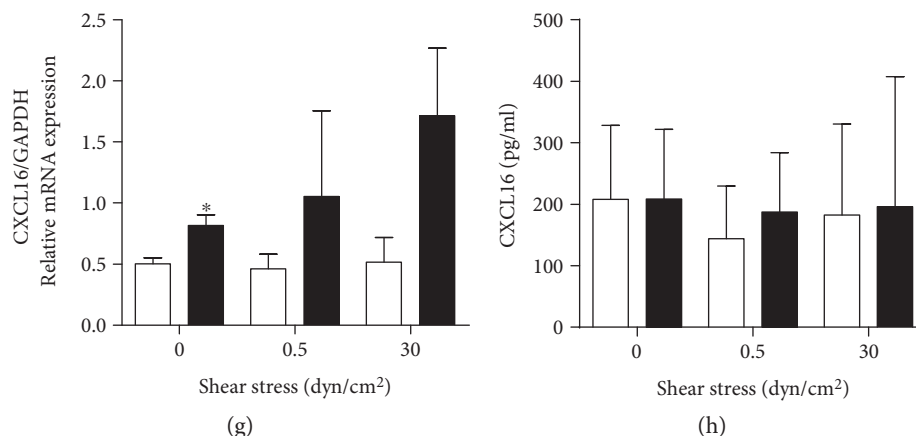 CXCL16/GAPDH
Relative mRNA expression
2.5
2.0
1.5
1.0
0.5
0.0
*
0
0.5
30
Shear stress (dyn/cm²)
(g)
CXCL16 (pg/ml)
500
400
300
200
100
0
0
0.5
30
Shear stress (dyn/cm²)
(h)